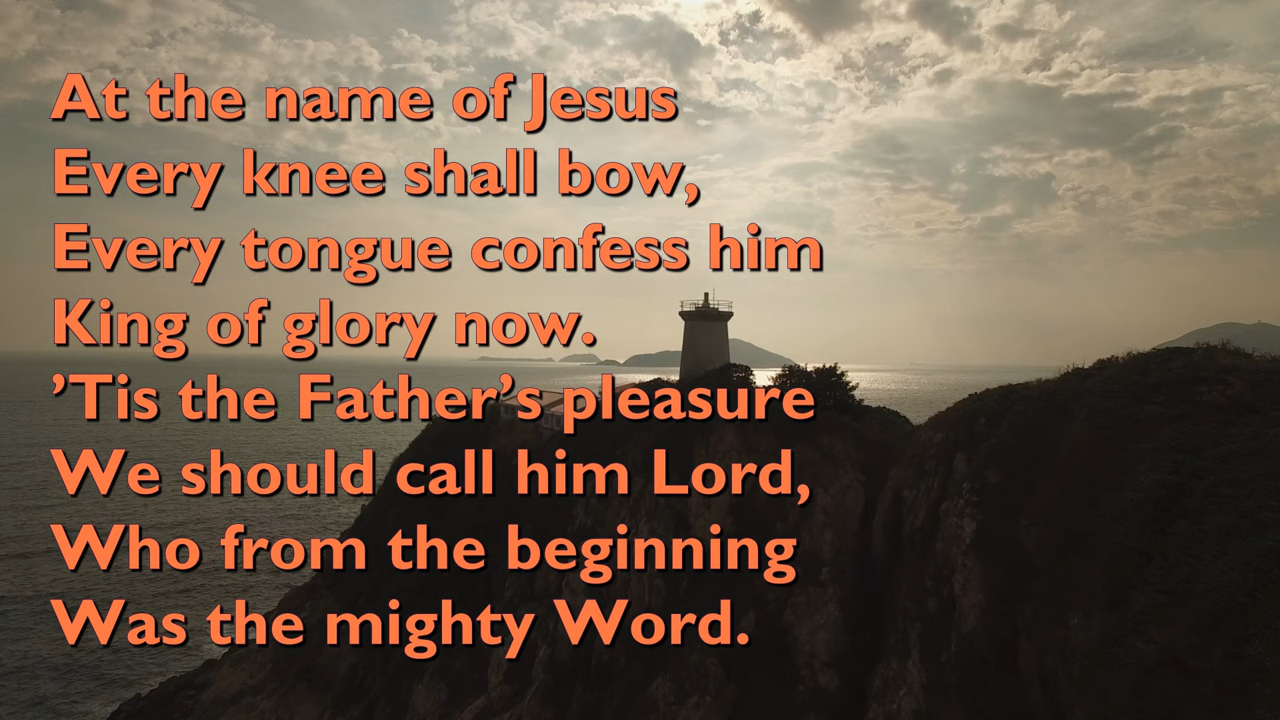 At the name of Jesus
Every knee shall bow,
Every tongue confess him
King of glory now.
’Tis the Father’s pleasure
We should call him Lord,
Who from the beginning
Was the mighty Word.